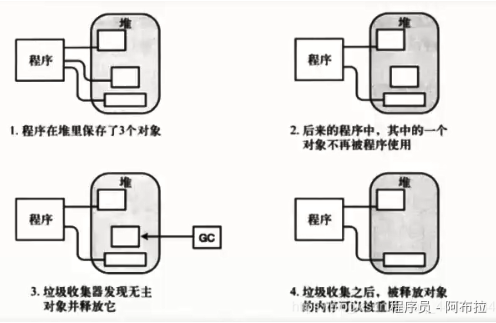 堆
程序
1. 程序在堆里保存了3个对象
堆
程序
2. 后来的程序中，其中的一个
对象不再被程序使用
堆
程序
GC
3. 垃圾收集器发现无主
对象并释放它
堆
程序
4. 垃圾收集之后，被释放对象
的内存可以被重用
程序员 - 阿布拉